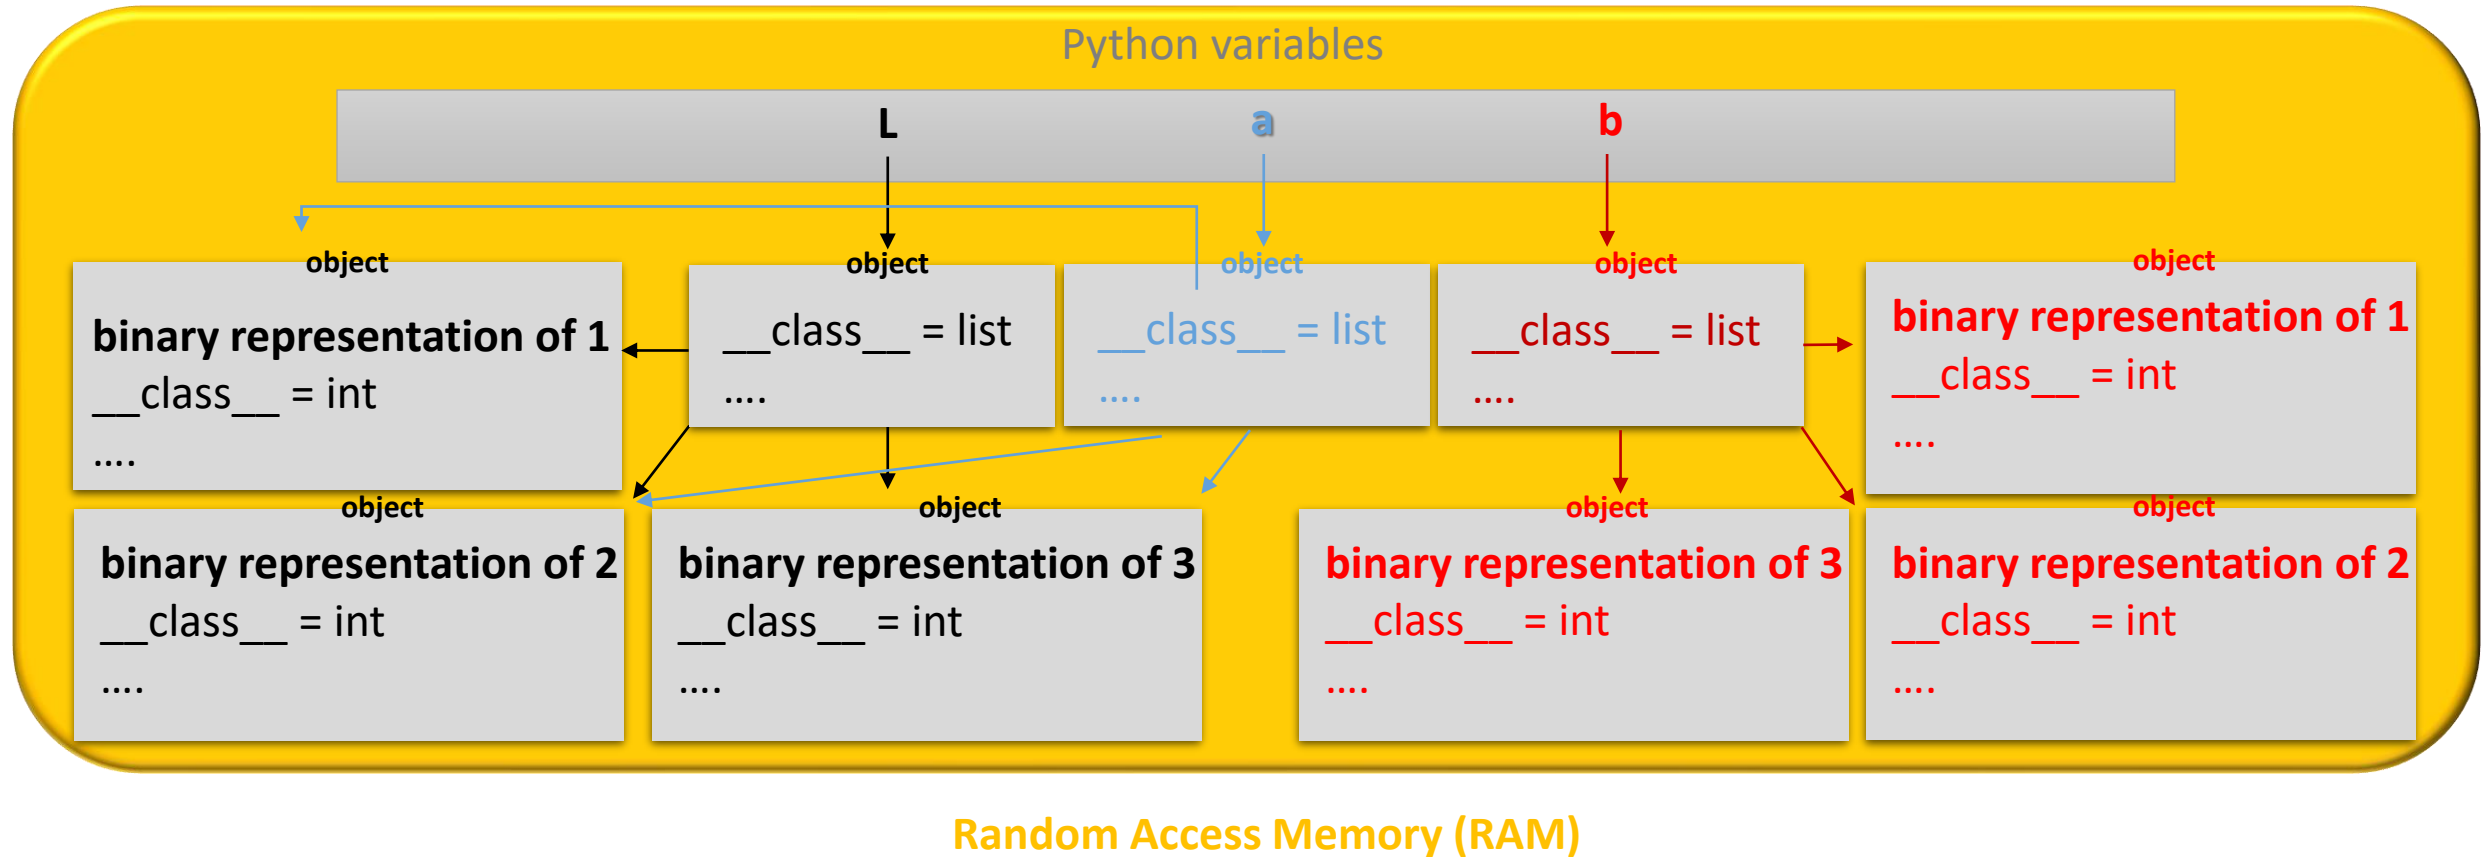 Python variables
L a b
object object object object object
binary representation of 1
__class__ = int
....
__class__ = list
....
__class__ = list
....
__class__ = list
....
binary representation of 1
__class__ = int
....
object object object object
binary representation of 2
__class__ = int
....
binary representation of 3
__class__ = int
....
binary representation of 3
__class__ = int
....
binary representation of 2
__class__ = int
....
Random Access Memory (RAM)